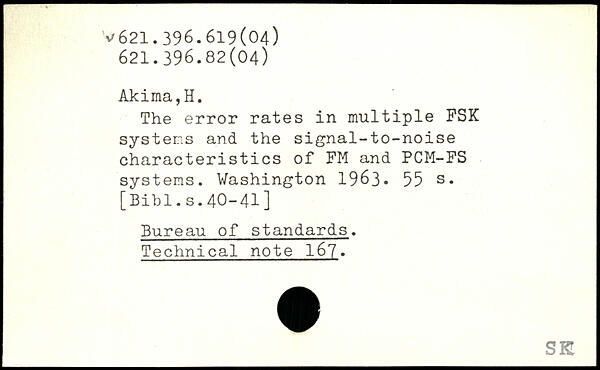 √621.396.619(04)
621.396.82(04)
Akima,H.
The error rates in multiple FSK
systems and the signal-to-noise
characteristics of FM and PCM-FS
systems. Washington 1963. 55 s.
[Bibl.s.40-41]
Bureau of standards.
Technical note 167.
SK